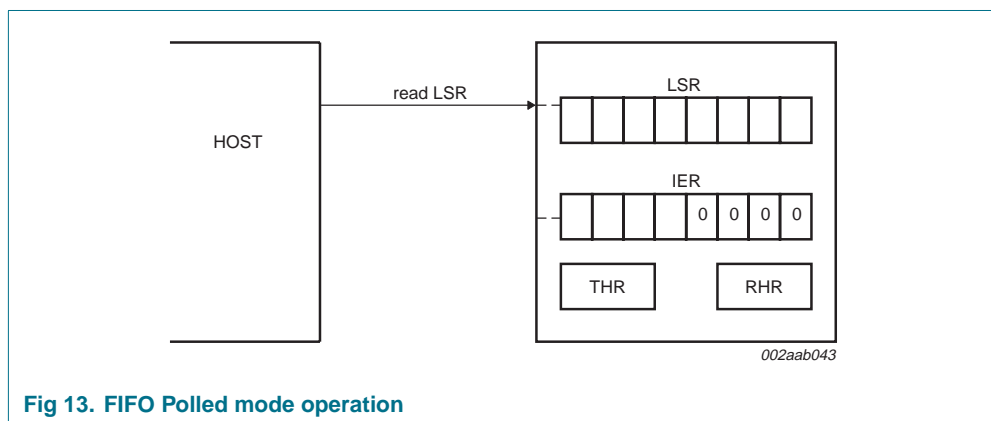 read LSR
LSR
HOST
IER
0 0 0 0
THR RHR
002aab043
Fig 13. FIFO Polled mode operation